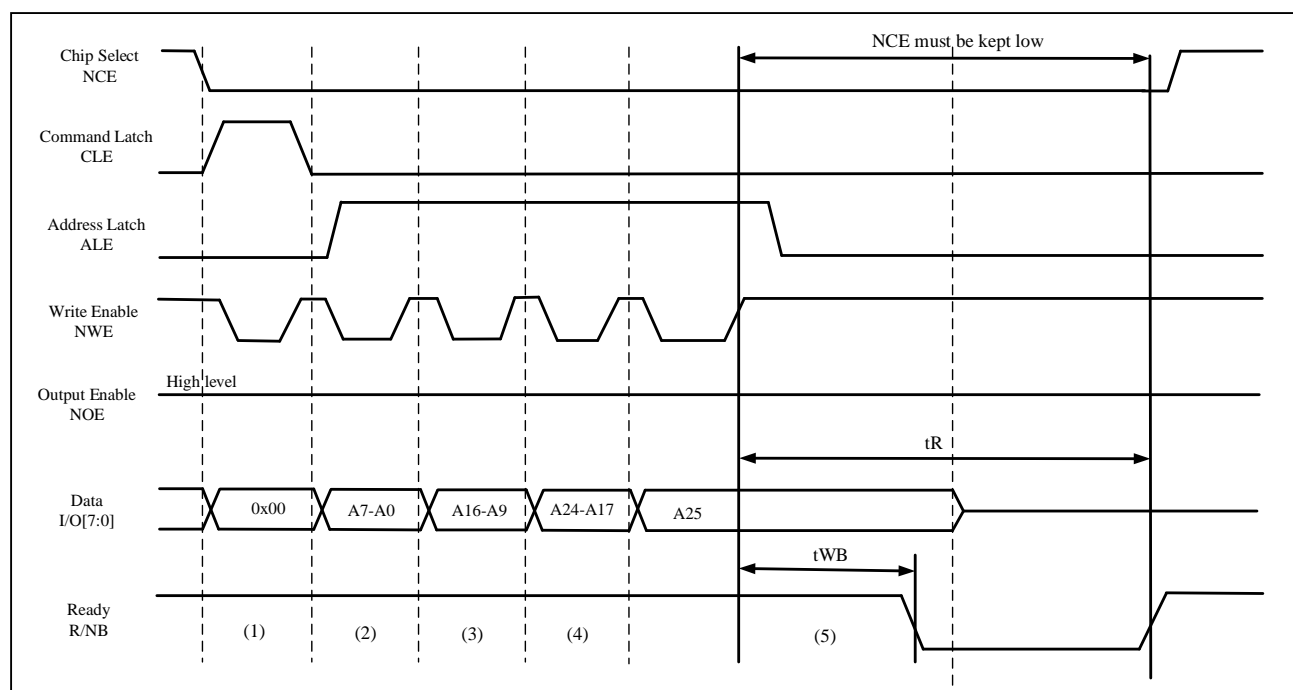 NCE must be kept low
Chip Select
NCE
Command Latch
CLE
Address Latch
ALE
Write Enable
NWE
High level
Output Enable
NOE
tR
Data
I/O[7:0]
0x00
A7-A0
A16-A9
A24-A17
A25
tWB
Ready
R/NB
(1)
(2)
(3)
(4)
(5)